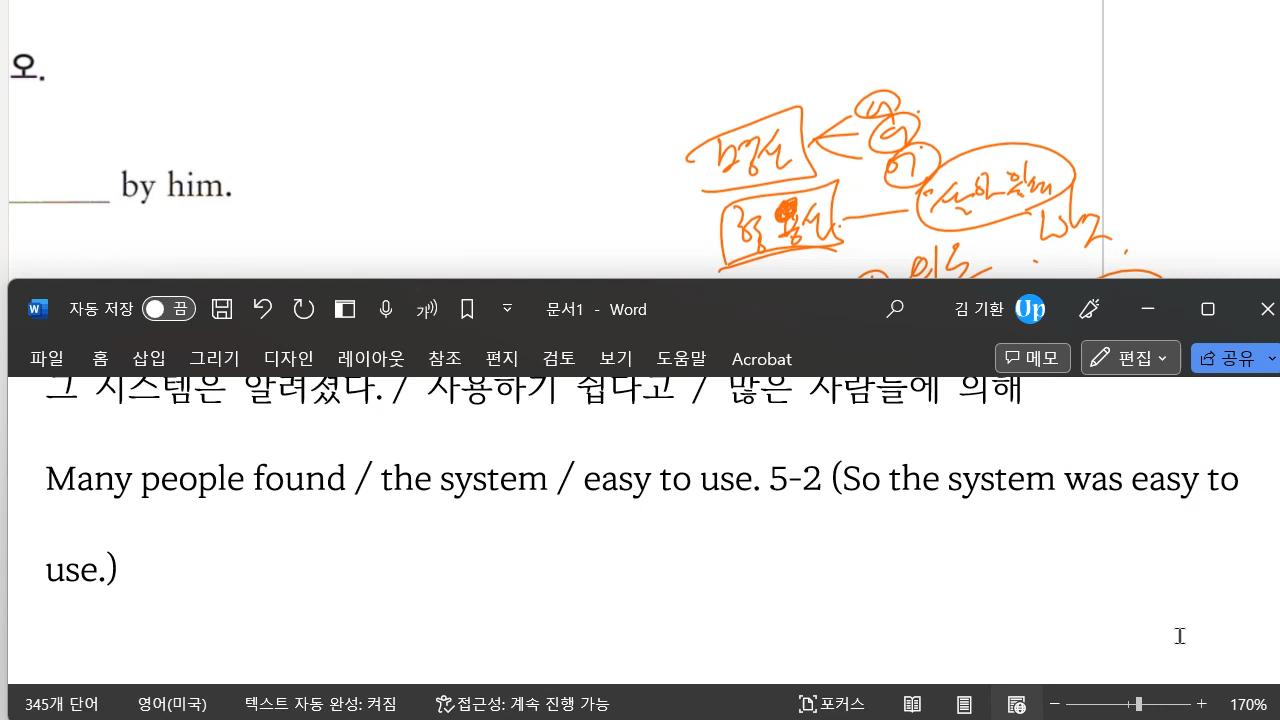 오.
by him.
명사
형용사
자동 저장 끔 문서1 - Word 김 기환 Up
파일 홈 삽입 그리기 디자인 레이아웃 참조 편지 검토 보기 도움말 Acrobat 메모 편집 공유
그 시스템은 알려졌다. / 사용하기 쉽다고 / 많은 사람들에 의해
Many people found / the system / easy to use. 5-2 (So the system was easy to
use.)
345개 단어 영어(미국) 텍스트 자동 완성: 켜짐 접근성: 계속 진행 가능 포커스 170%